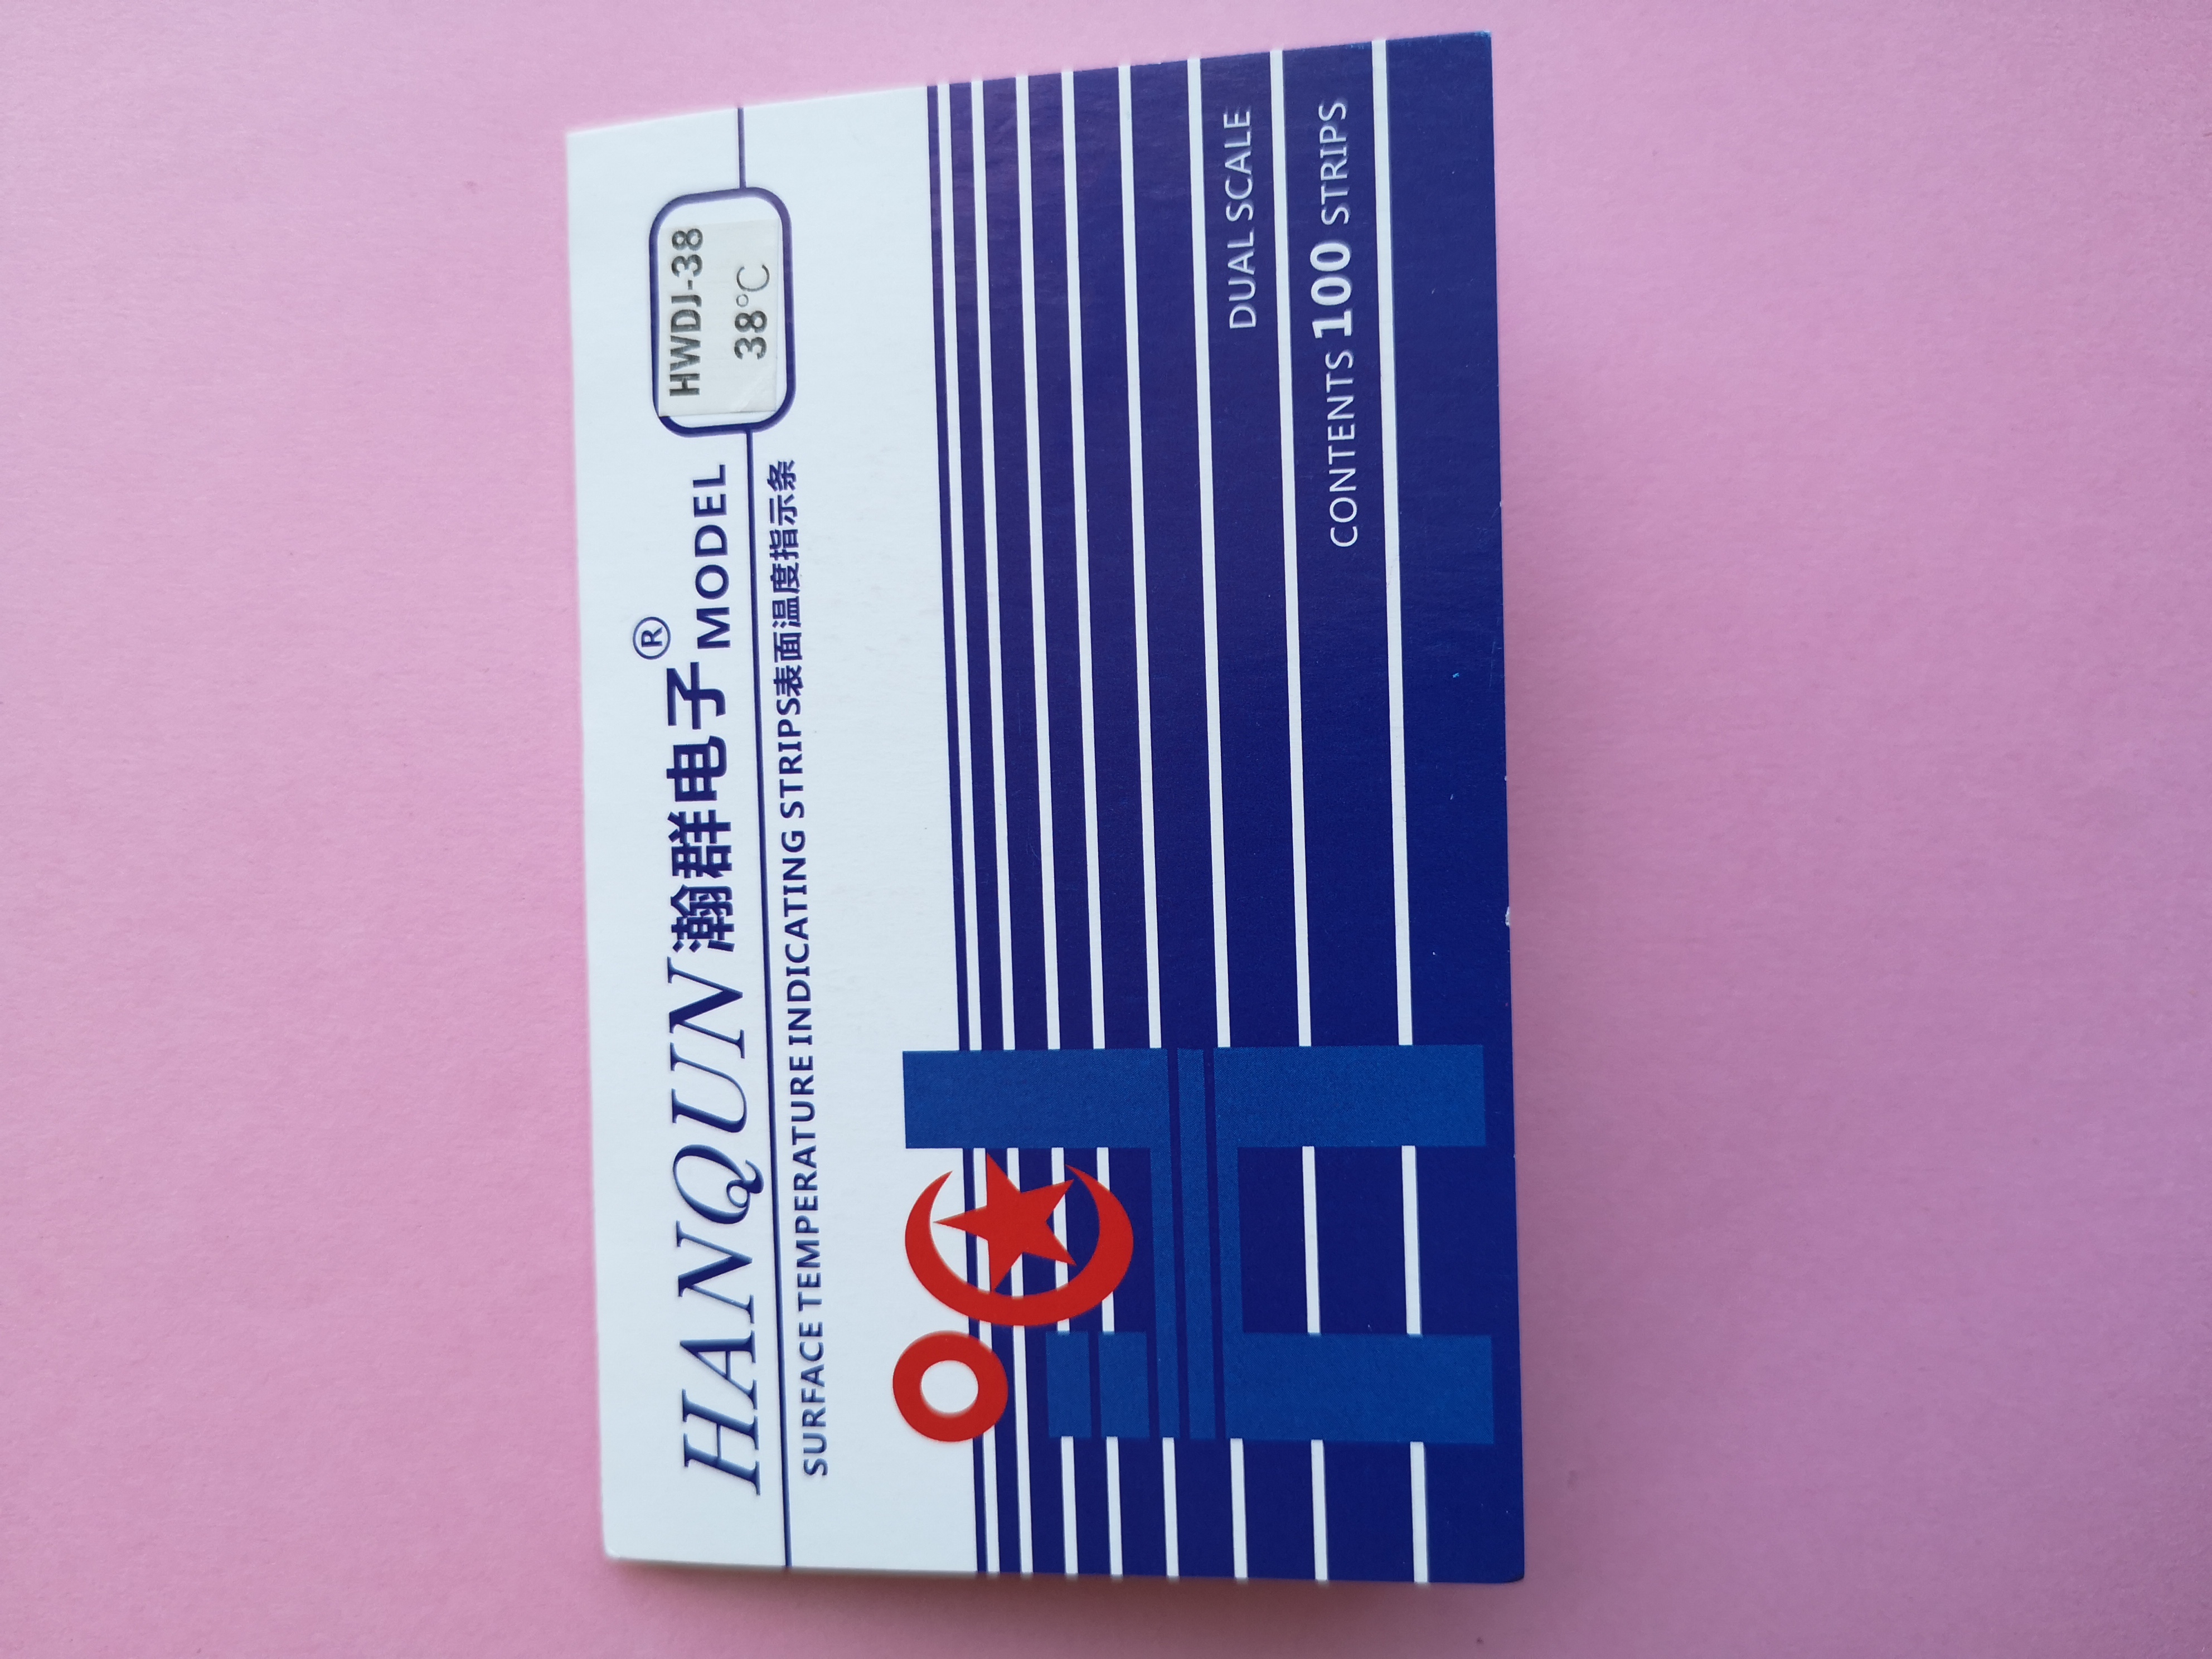 HANQUN瀚群电子® MODEL
HWDJ-38
38°C
SURFACE TEMPERATURE INDICATING STRIPS表面温度指示条
°C
DUAL SCALE
CONTENTS 100 STRIPS